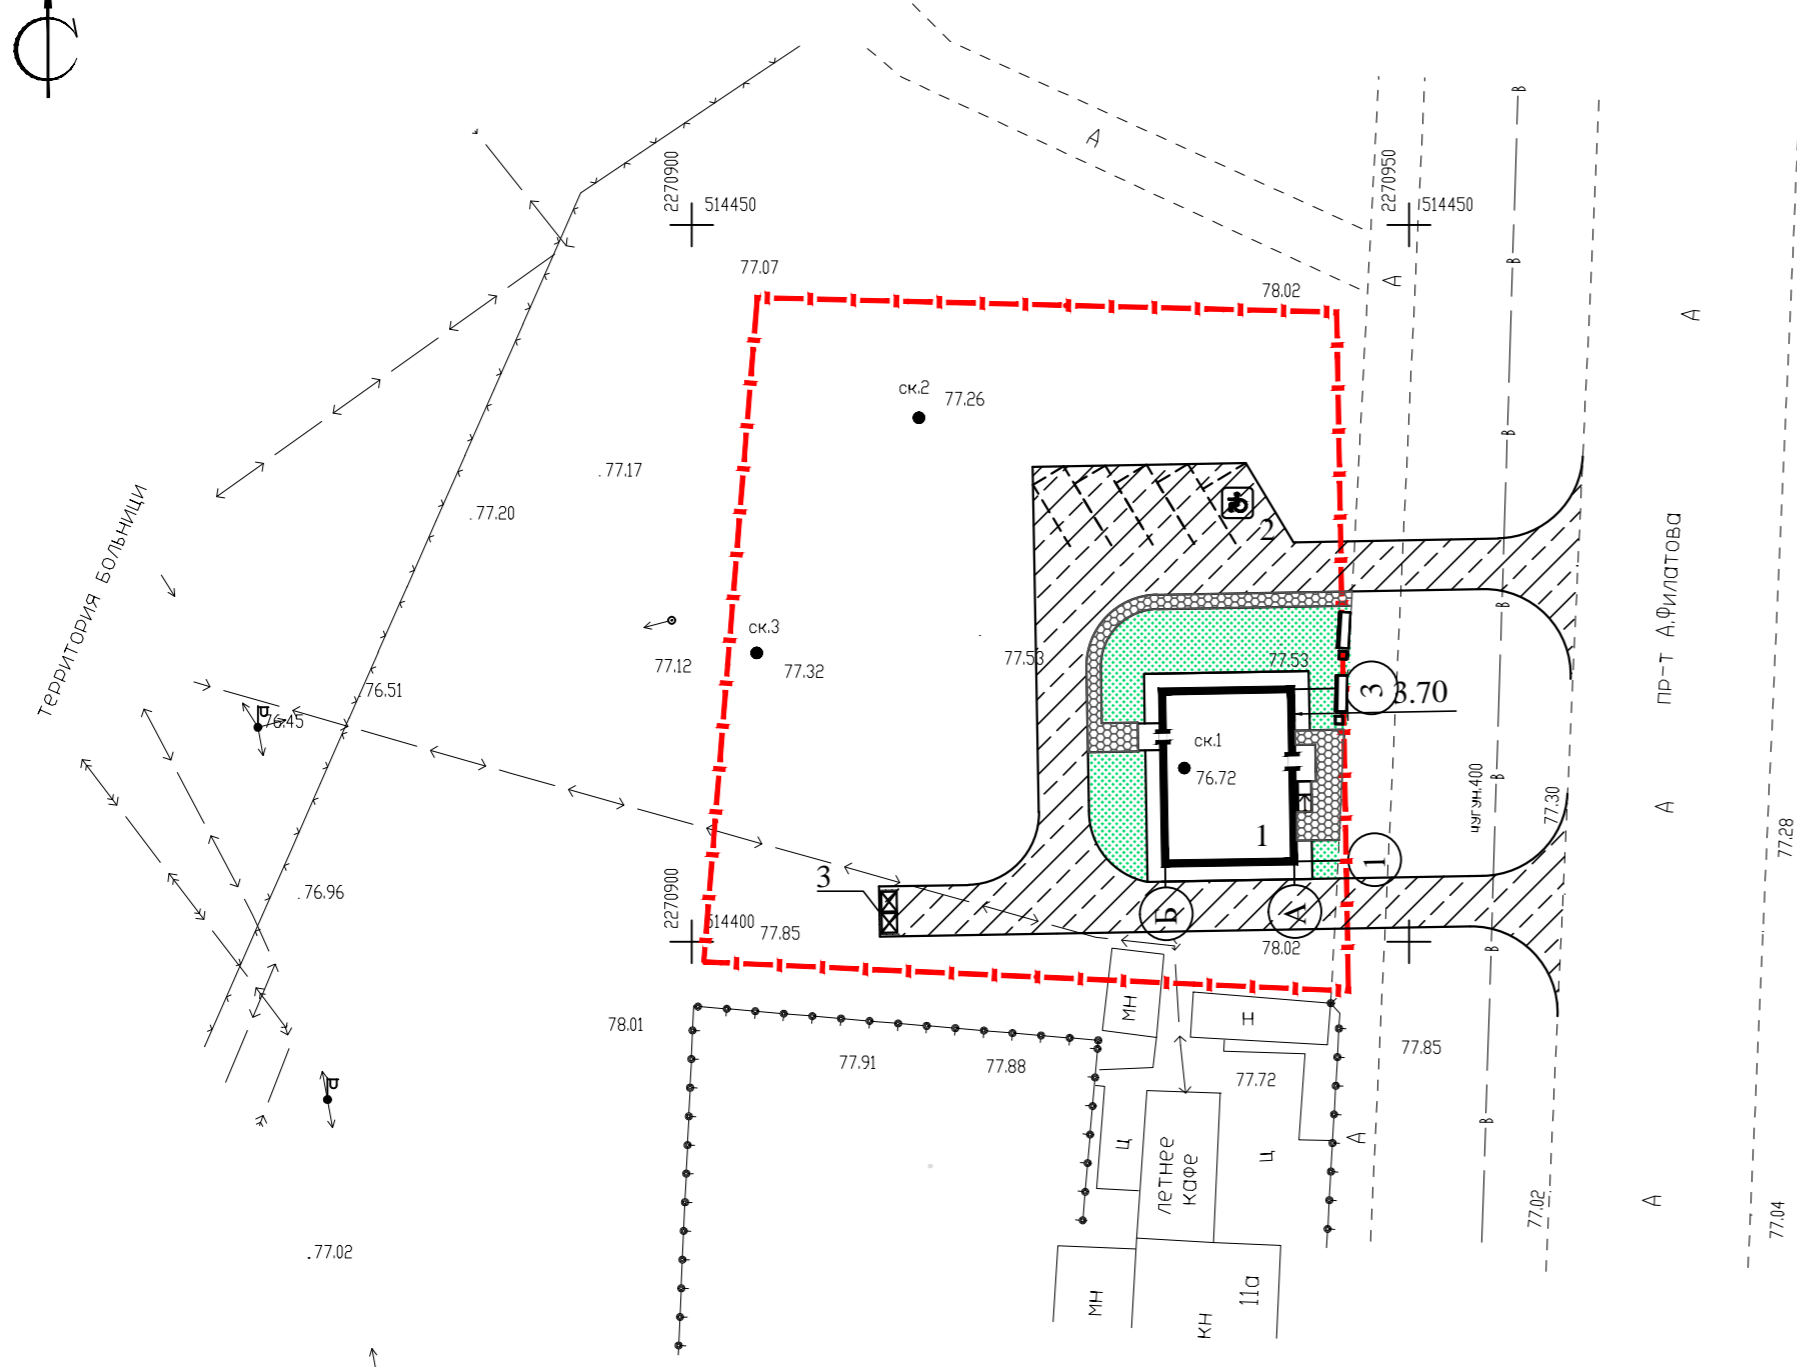 А
2270900
514450
2270950
514450
77.07
78.02
А
А
ск.2
77.26
77.17
77.20
ТЕРРИТОРИЯ БОЛЬНИЦИ
2
пр-т А.Филатова
ск.3
77.12
77.32
77.53
77.53
76.51
76.45
3
3.70
ск.1
76.72
1
чугун.400
77.30
А
77.28
1
3
76.96
2270900
514400
77.85
Б
А
78.02
78.01
77.91
77.88
МН
Н
77.72
77.85
Ц
ЛЕТНЕЕ
КАФЕ
Ц
А
77.02
А
77.04
77.02
МН
КН
11а
В
В
В
В
В
В
В